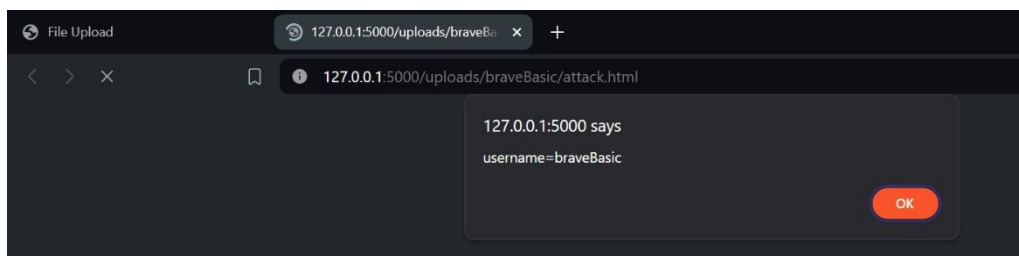 File Upload
127.0.0.1:5000/uploads/braveBa
127.0.0.1:5000/uploads/braveBasic/attack.html
127.0.0.1:5000 says
username=braveBasic
OK